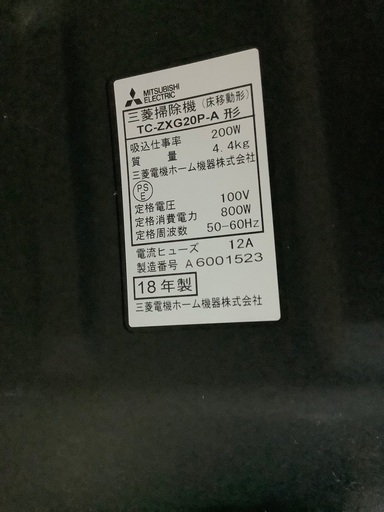 MITSUBISHI
ELECTRIC
三菱掃除機(床移動形)
TC-ZXG20P-A 形
吸込仕事率 200W
質量 4.4kg
三菱電機ホーム機器株式会社
PS
E
定格電圧 100V
定格消費電力 800W
定格周波数 50-60Hz
電流ヒューズ 12A
製造番号 A6001523
18年製
三菱電機ホーム機器株式会社